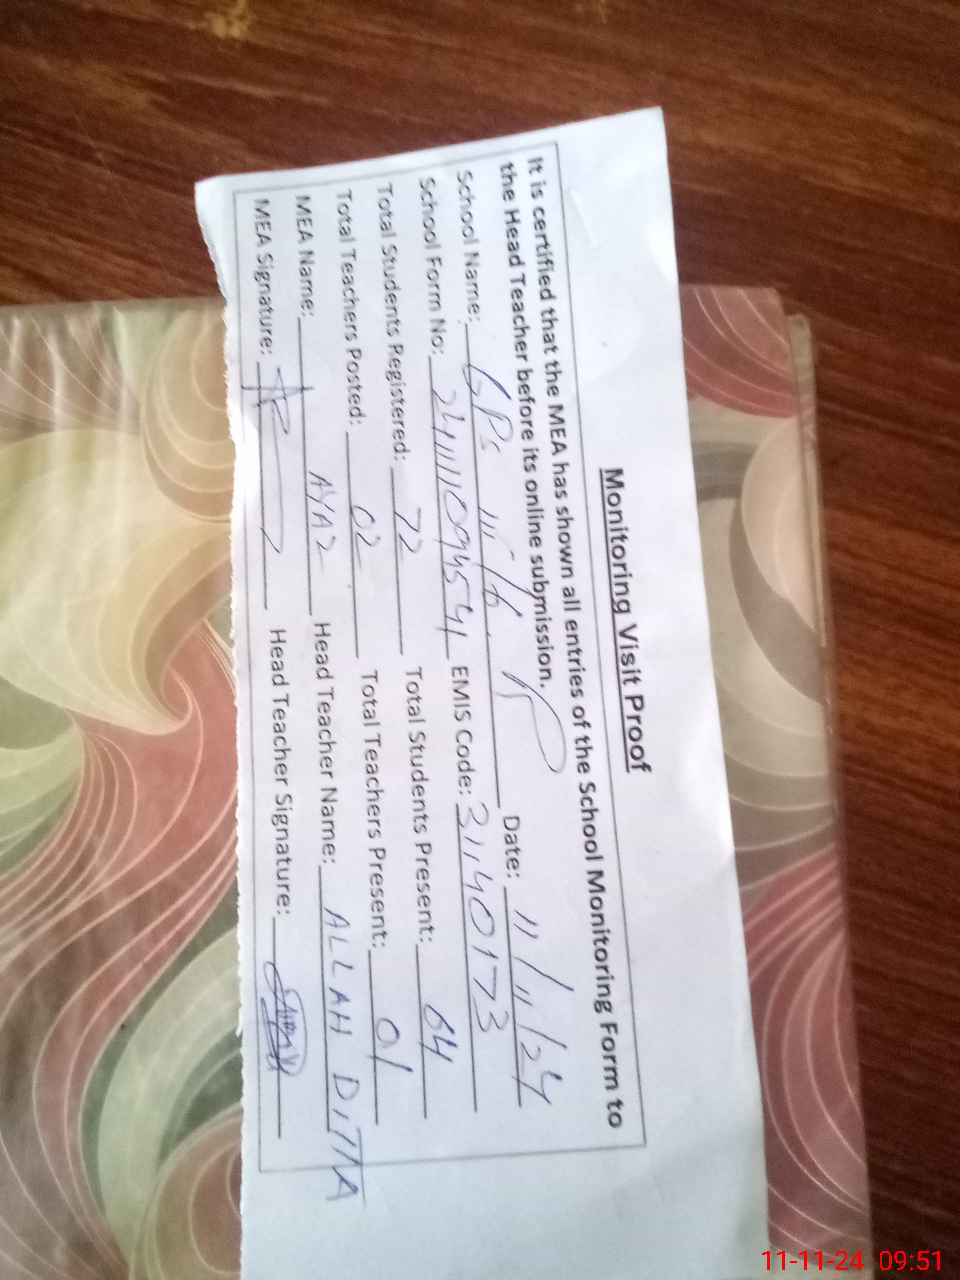 Monitoring Visit Proof
It is certified that the MEA has shown all entries of the School Monitoring Form to
the Head Teacher before its online submission.
School Name: GPS Date: 11/11/24
School Form No: EMIS Code: 31140173
Total Students Registered: 72 Total Students Present: 64
Total Teachers Posted: 02 Total Teachers Present: 01
MEA Name: AYAZ Head Teacher Name: ALLAH DITTA
MEA Signature: Head Teacher Signature:
11-11-24 09:51